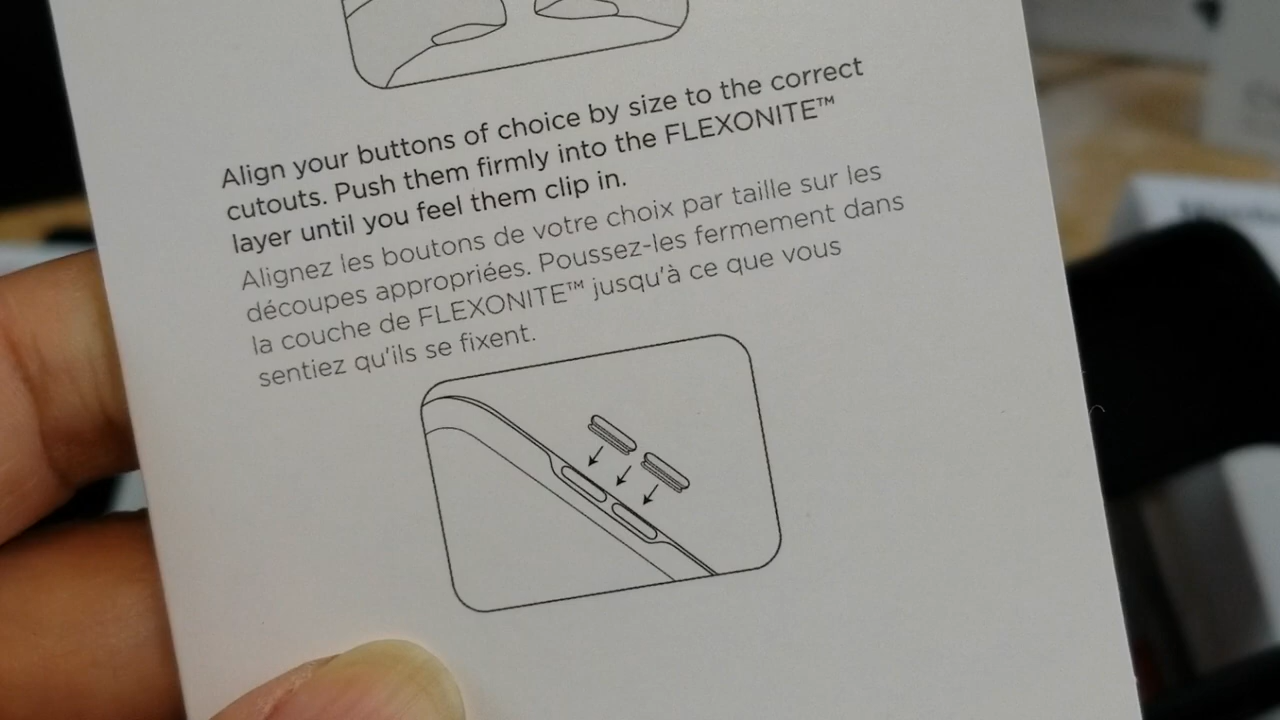 Align your buttons of choice by size to the correct
cutouts. Push them firmly into the FLEXONITE™
layer until you feel them clip in.
Alignez les boutons de votre choix par taille sur les
découpes appropriées. Poussez-les fermement dans
la couche de FLEXONITE™ jusqu'à ce que vous
sentiez qu'ils se fixent.